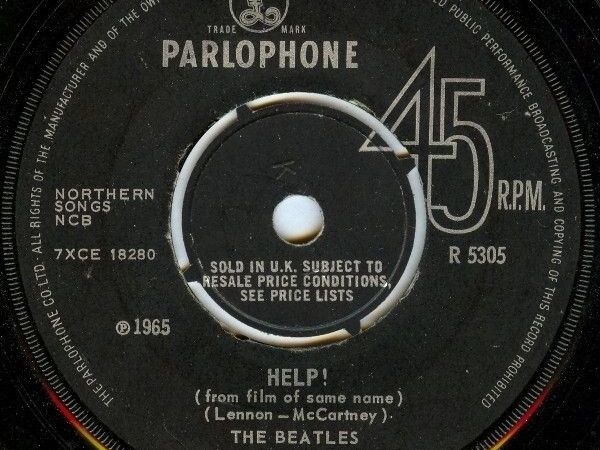 TRADE MARK
PARLOPHONE
45
R.P.M.
NORTHERN
SONGS
NCB
7XCE 18280
R 5305
K
SOLD IN U.K. SUBJECT TO
RESALE PRICE CONDITIONS,
SEE PRICE LISTS
℗ 1965
HELP!
(from film of same name)
(Lennon – McCartney)
THE BEATLES
THE PARLOPHONE CO. LTD. ALL RIGHTS OF THE MANUFACTURER AND OF THE
PUBLIC PERFORMANCE BROADCASTING AND COPYING OF THIS RECORD PROHIBITED